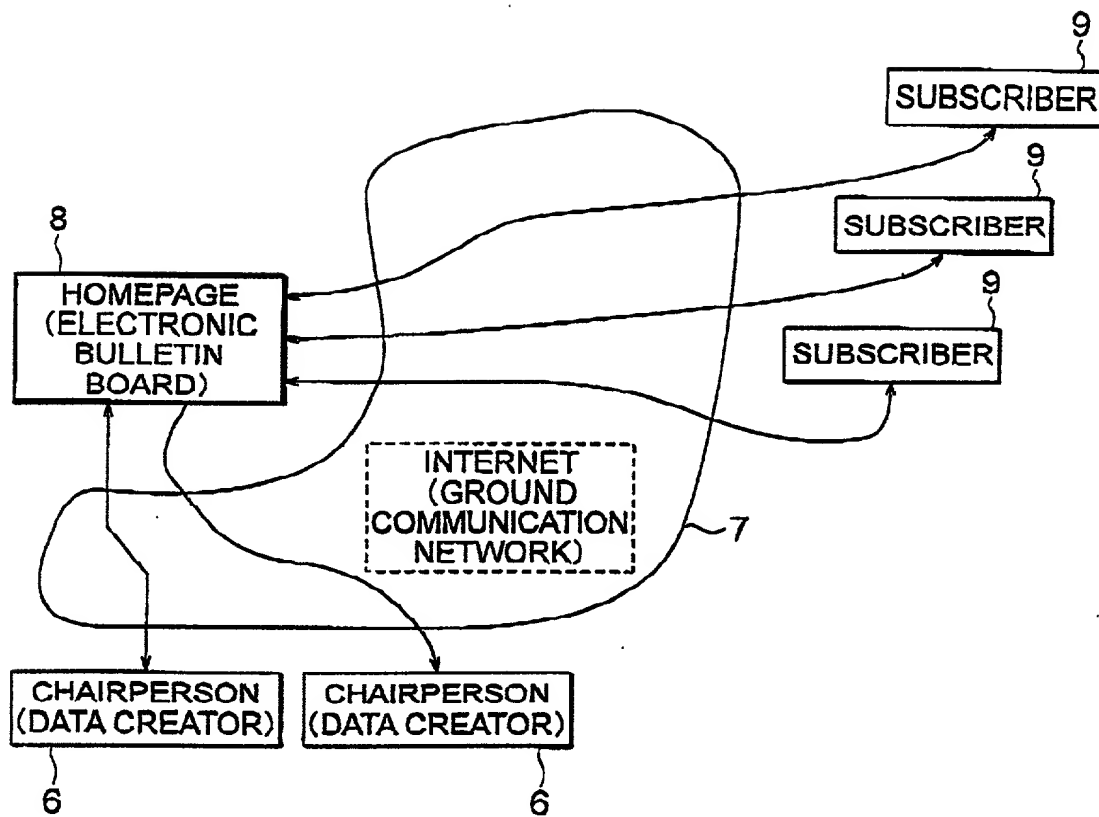 9
SUBSCRIBER
9
SUBSCRIBER
8
HOMEPAGE
(ELECTRONIC
BULLETIN
BOARD)
9
SUBSCRIBER
INTERNET
(GROUND
COMMUNICATION
NETWORK)
7
CHAIRPERSON
(DATA CREATOR)
CHAIRPERSON
(DATA CREATOR)
6
6